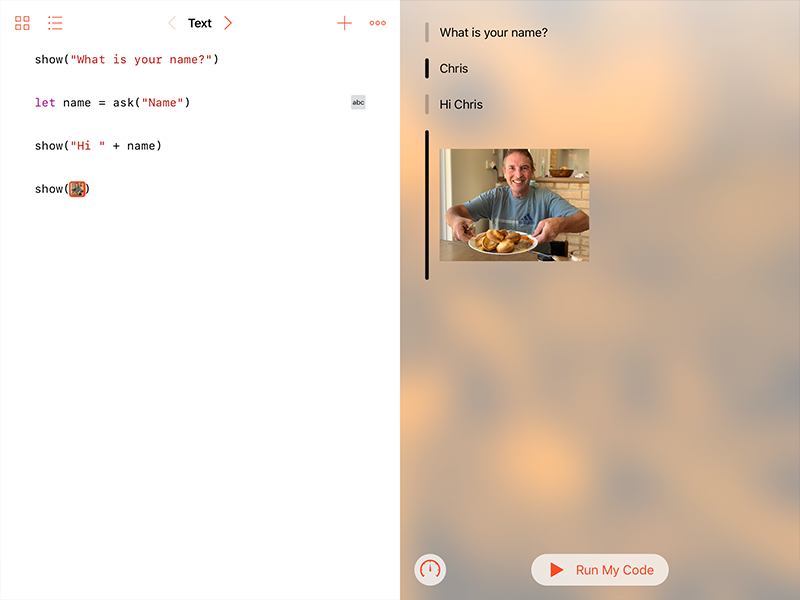 Text
show("What is your name?")
let name = ask("Name")
abc
show("Hi " + name)
show()
What is your name?
Chris
Hi Chris
Run My Code